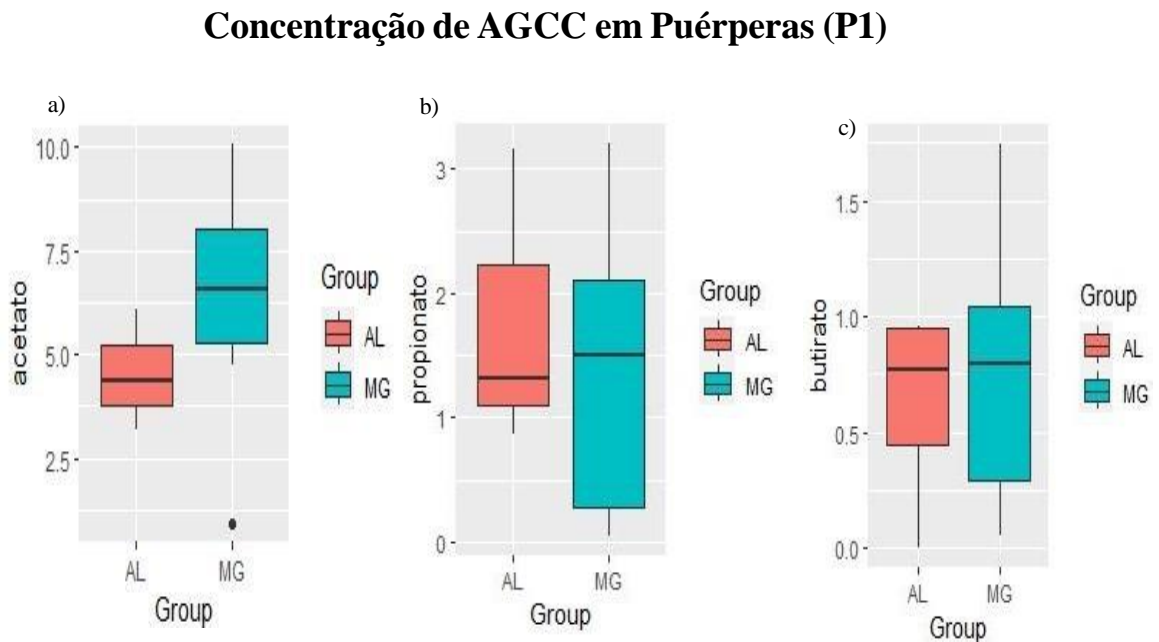 Concentração de AGCC em Puérperas (P1)
a)
10.0
7.5
5.0
2.5
acetato
AL
MG
Group
Group
AL
MG
b)
3
2
1
0
propionato
AL
MG
Group
Group
AL
MG
c)
1.5
1.0
0.5
0.0
butirato
AL
MG
Group
Group
AL
MG